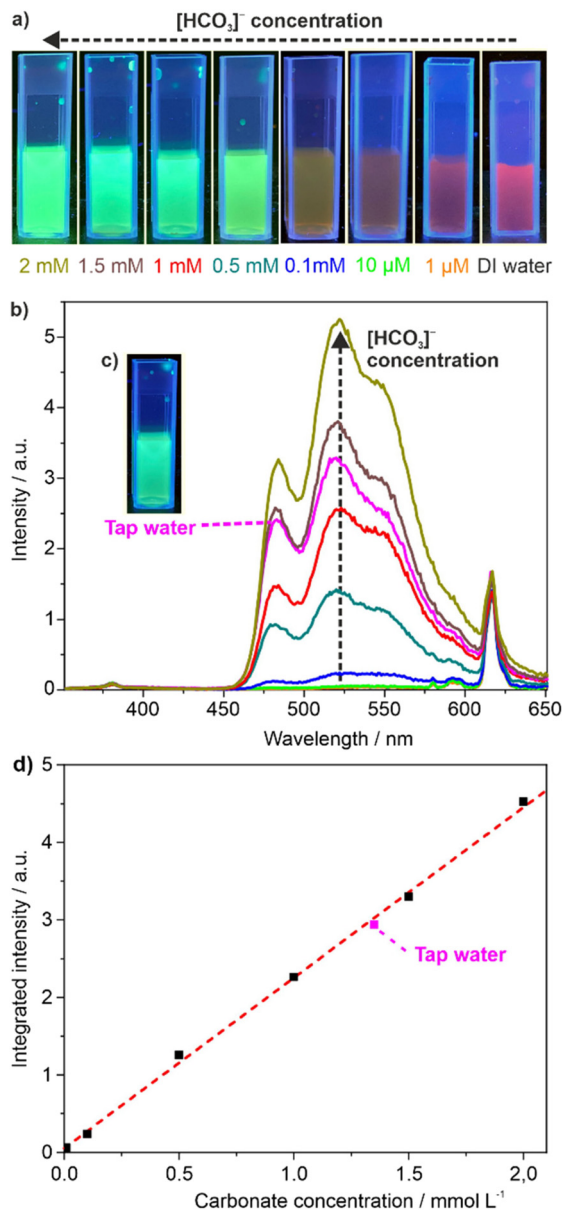 a)
[HCO₃]⁻ concentration
2 mM 1.5 mM 1 mM 0.5 mM 0.1mM 10 µM 1 µM DI water
b)
5
4
3
2
1
0
Intensity / a.u.
c)
[HCO₃]⁻
concentration
Tap water
400 450 500 550 600 650
Wavelength / nm
d)
5
4
3
2
1
0
Integrated intensity / a.u.
Tap water
0.0 0.5 1.0 1.5 2,0
Carbonate concentration / mmol L⁻¹